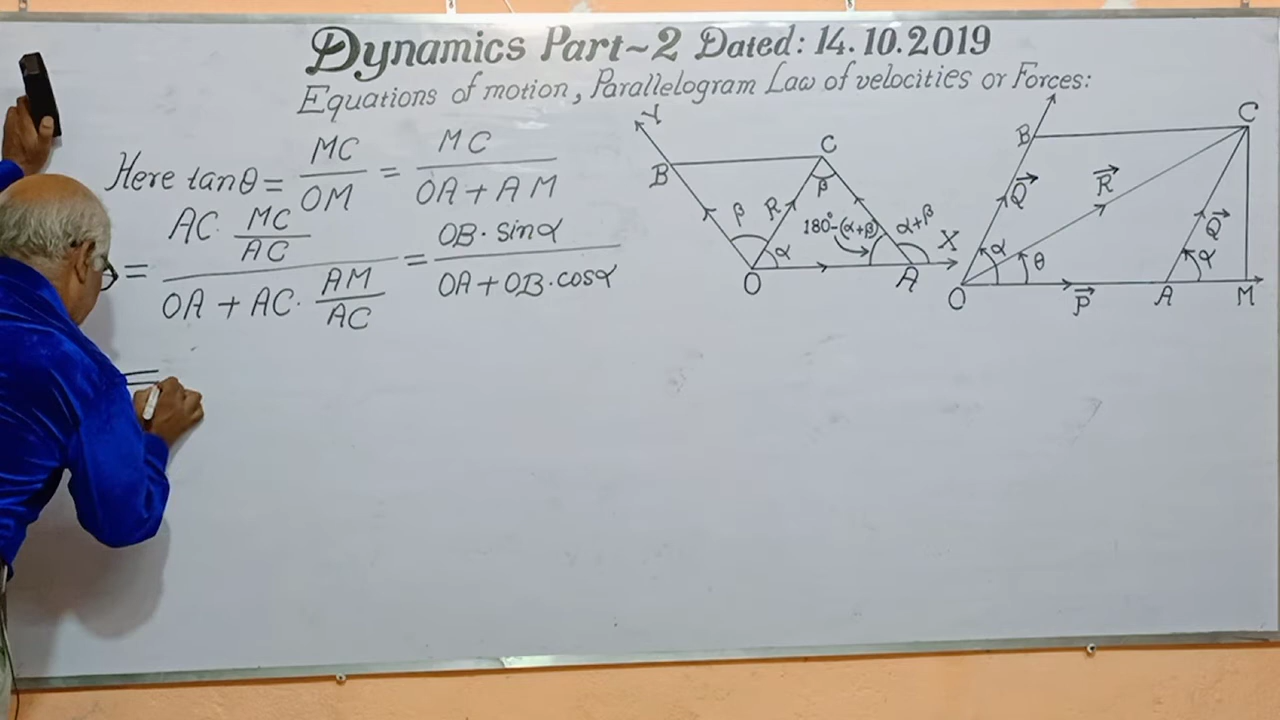 Dynamics Part~2 Dated: 14.10.2019
Equations of motion, Parallelogram Law of velocities or Forces:
Here tanθ = MC/OM = MC/(OA + AM)
= (AC · MC/AC)/(OA + AC · AM/AC) = (OB · sinα)/(OA + OB · cosα)
=
Y
B
C
β
β
R
α
180°-(α+β)
α+β
X
O
A
B
C
Q⃗
R⃗
Q⃗
α
θ
α
O
P⃗
A
M